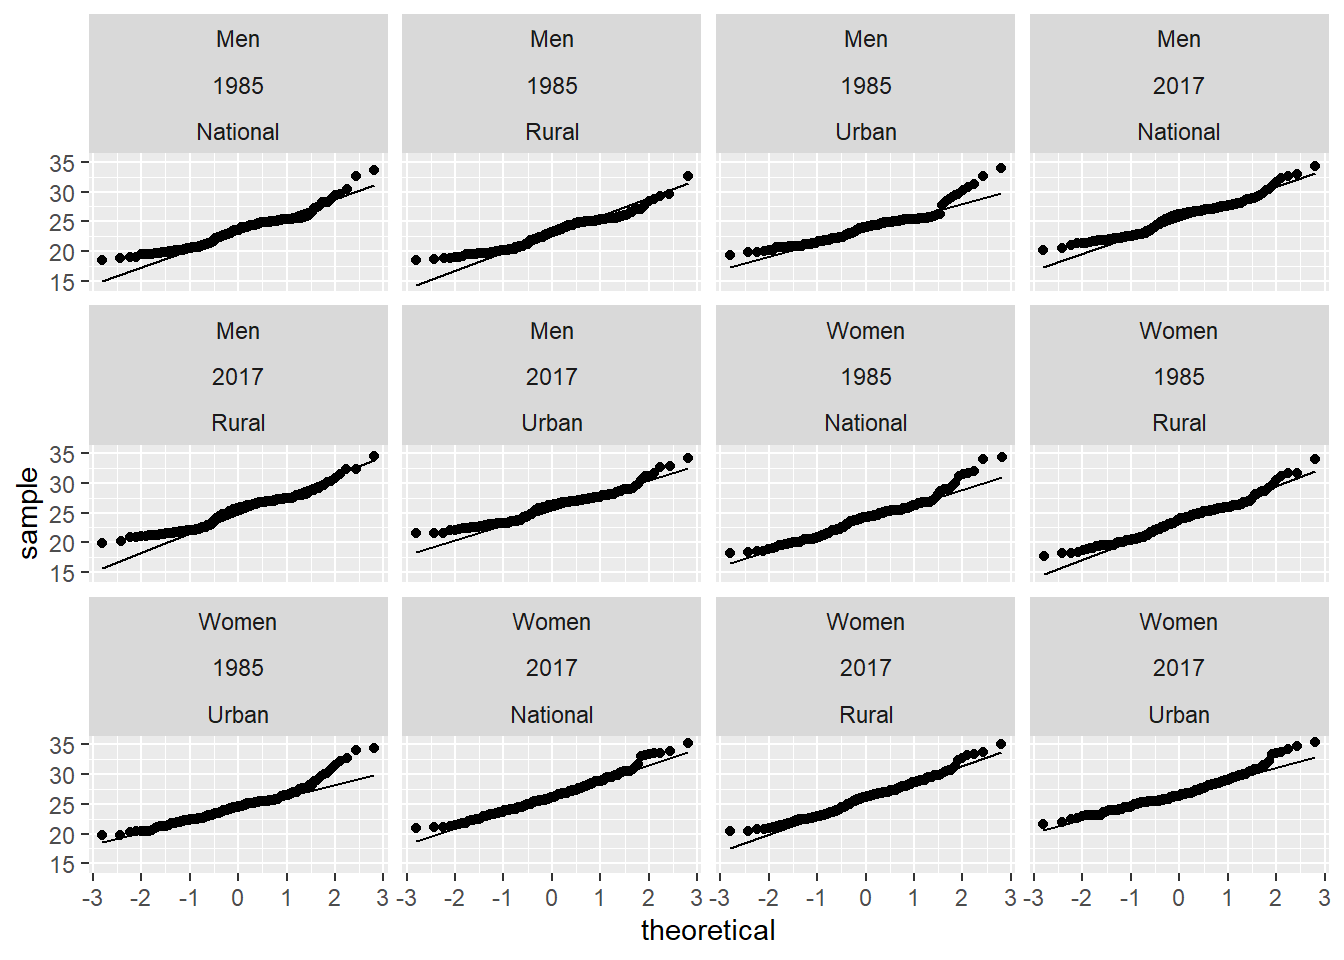 Men Men Men Men
1985 1985 1985 2017
National Rural Urban National
35
30
25
20
15
Men Men Women Women
2017 2017 1985 1985
Rural Urban National Rural
35
30
25
20
15
sample
Women Women Women Women
1985 2017 2017 2017
Urban National Rural Urban
35
30
25
20
15
-3 -2 -1 0 1 2 3 -3 -2 -1 0 1 2 3 -3 -2 -1 0 1 2 3 -3 -2 -1 0 1 2 3
theoretical